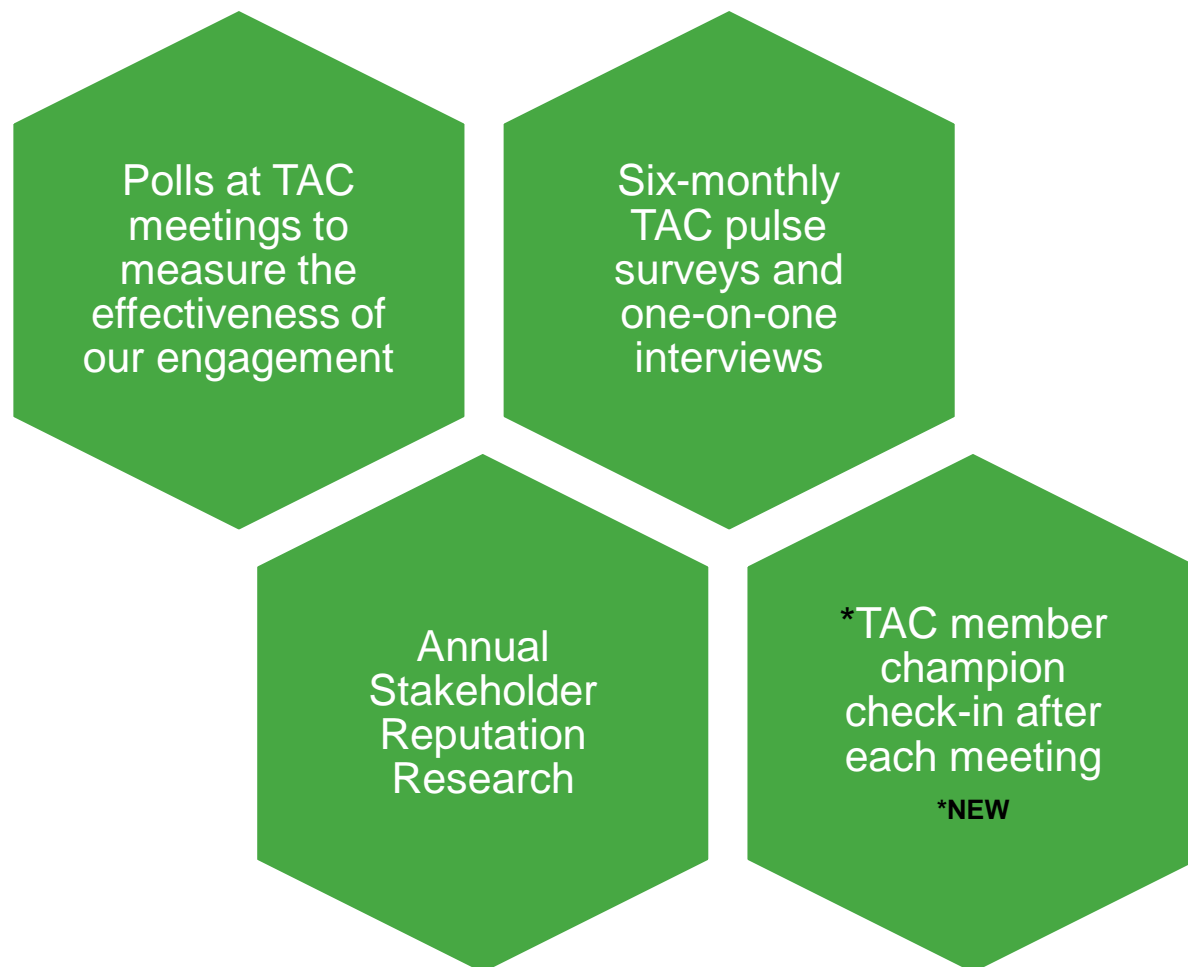 Polls at TAC
meetings to
measure the
effectiveness of
our engagement
Six-monthly
TAC pulse
surveys and
one-on-one
interviews
Annual
Stakeholder
Reputation
Research
*TAC member
champion
check-in after
each meeting
*NEW